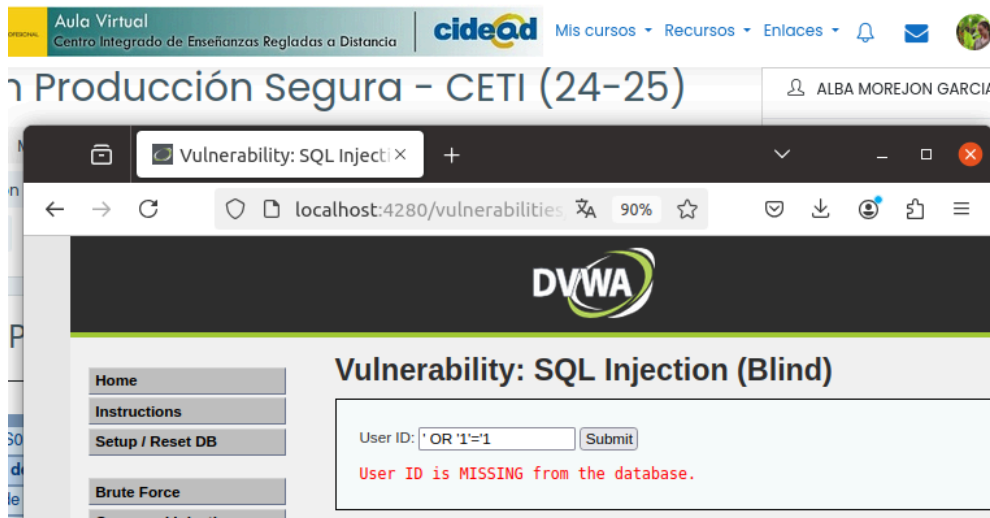 Aula Virtual
Centro Integrado de Enseñanzas Regladas a Distancia
cidead
Mis cursos Recursos Enlaces
Producción Segura - CETI (24-25)
ALBA MOREJON GARCIA
Vulnerability: SQL Injecti
localhost:4280/vulnerabilities 90%
DVWA
Vulnerability: SQL Injection (Blind)
Home
Instructions
Setup / Reset DB
Brute Force
User ID: ' OR '1'='1 Submit
User ID is MISSING from the database.